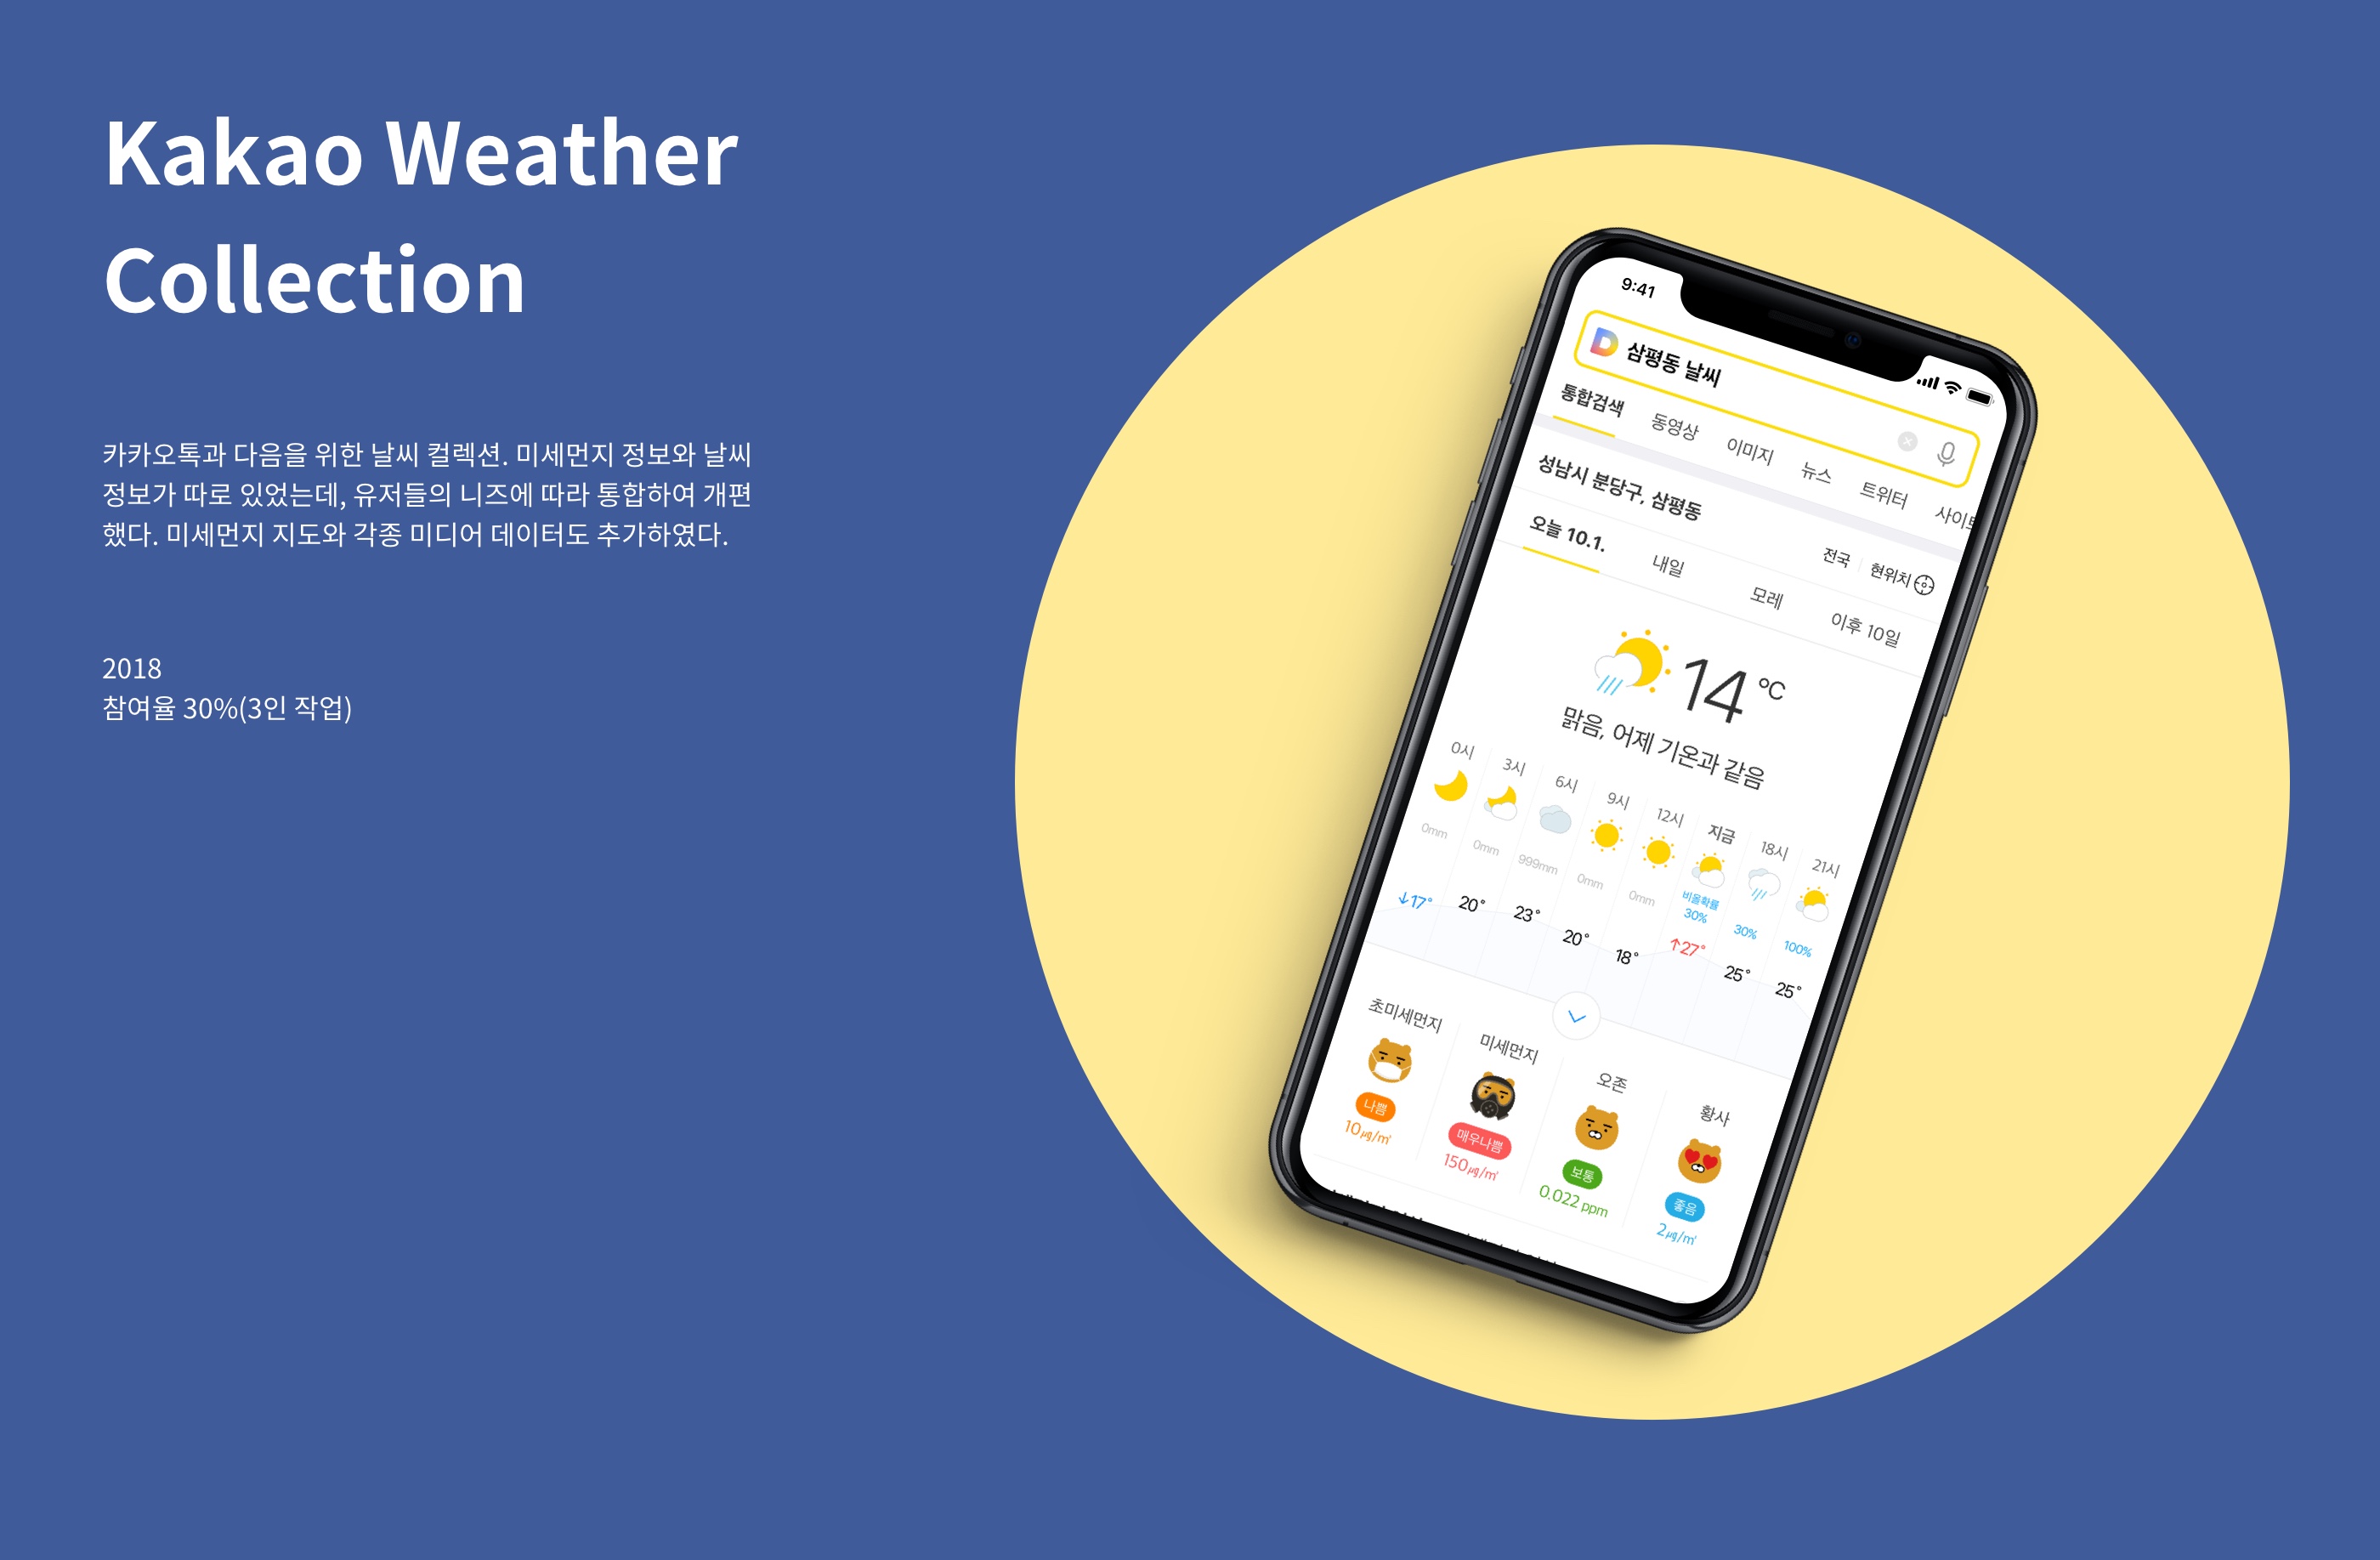 Kakao Weather
Collection
카카오톡과 다음을 위한 날씨 컬렉션. 미세먼지 정보와 날씨
정보가 따로 있었는데, 유저들의 니즈에 따라 통합하여 개편
했다. 미세먼지 지도와 각종 미디어 데이터도 추가하였다.
2018
참여율 30%(3인 작업)
9:41
삼평동 날씨
통합검색 동영상 이미지 뉴스 트위터
성남시 분당구, 삼평동 전국 현위치
오늘 10.1. 내일 모레 이후 10일
14 °C
맑음, 어제 기온과 같음
0시 3시 6시 9시 12시 지금 18시 21시
0mm 0mm 999mm 0mm 0mm 비올확률 30% 30% 100%
↓17° 20° 23° 20° 18° ↑27° 25° 25°
초미세먼지 미세먼지 오존 황사
나쁨 매우나쁨 보통 좋음
10㎍/㎥ 150㎍/㎥ 0.022 ppm 2㎍/㎥